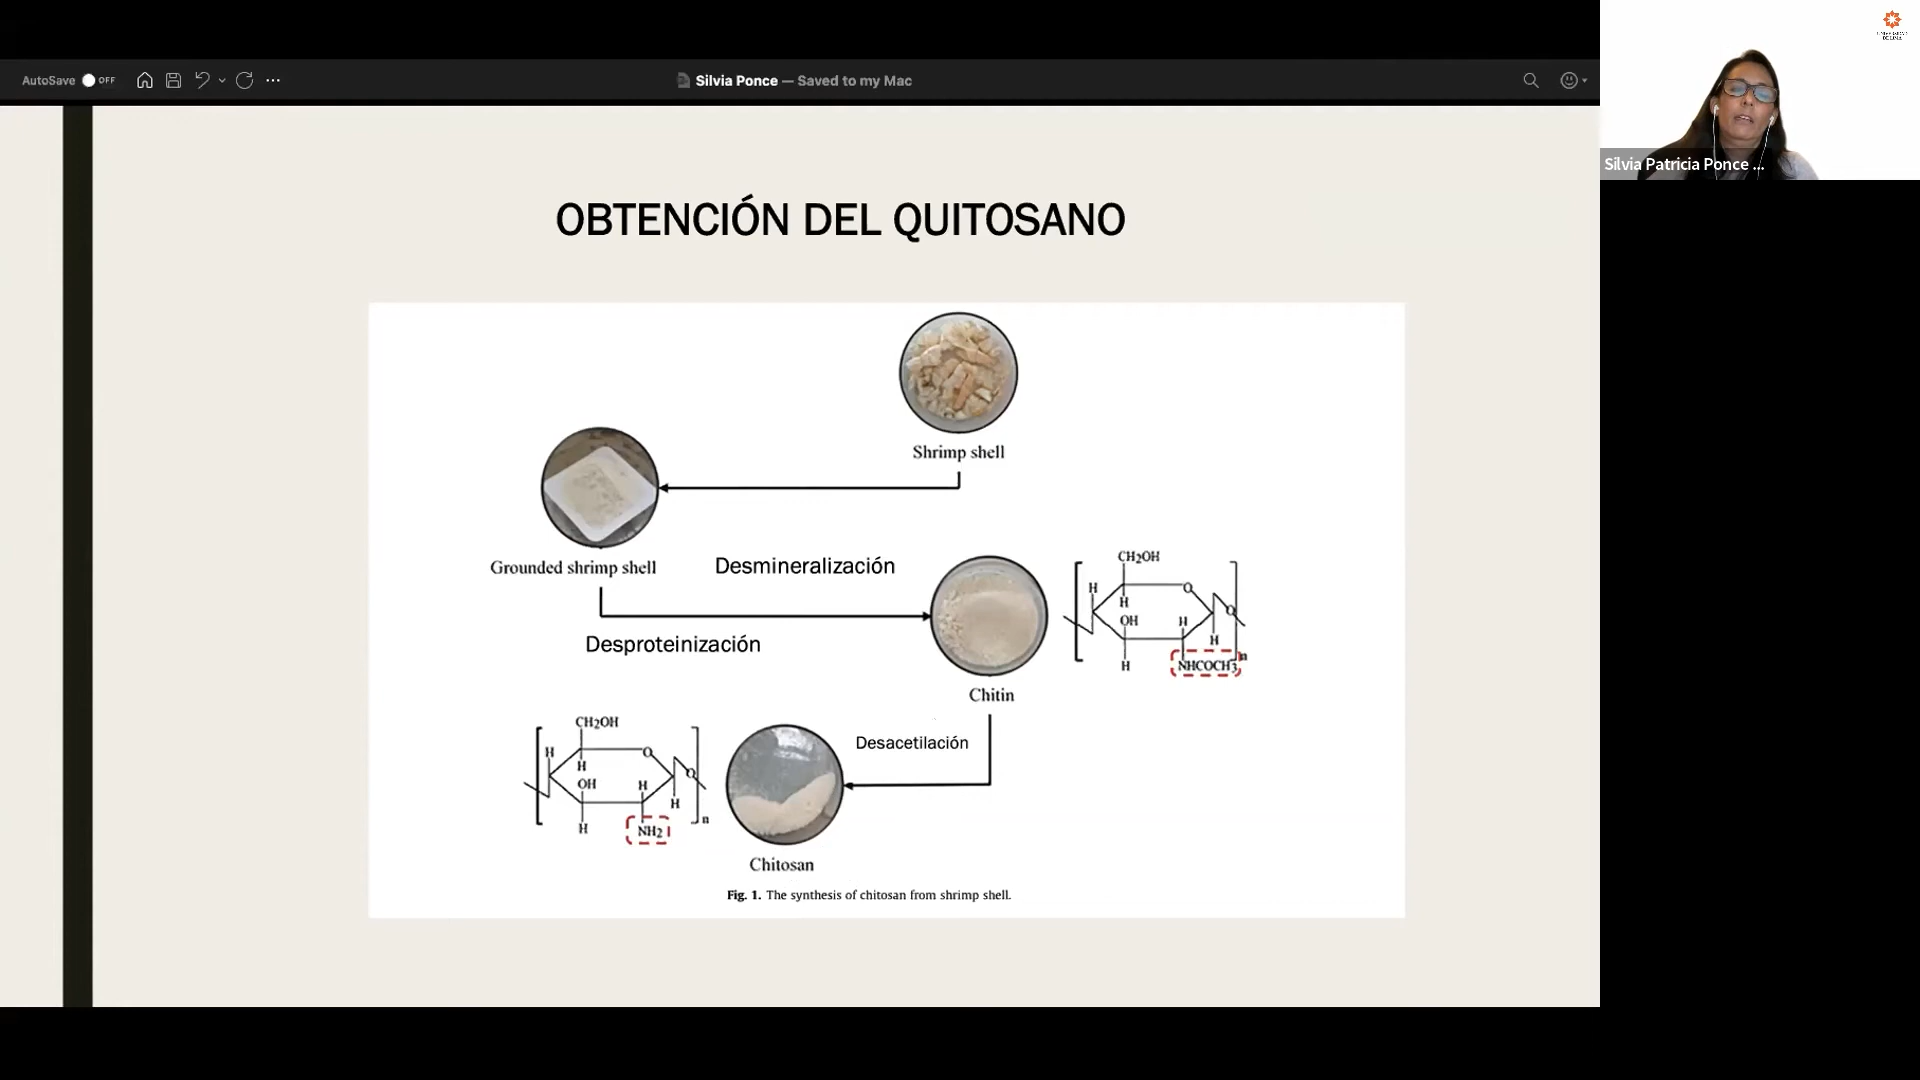 AutoSave OFF
Silvia Ponce — Saved to my Mac
Silvia Patricia Ponce ...
OBTENCIÓN DEL QUITOSANO
Shrimp shell
Grounded shrimp shell
Desmineralización
Desproteinización
CH2OH
H
O
H
OH
H
O
H
H
NHCOCH3
n
Chitin
Desacetilación
CH2OH
H
O
H
OH
H
O
H
H
NH2
n
Chitosan
Fig. 1. The synthesis of chitosan from shrimp shell.